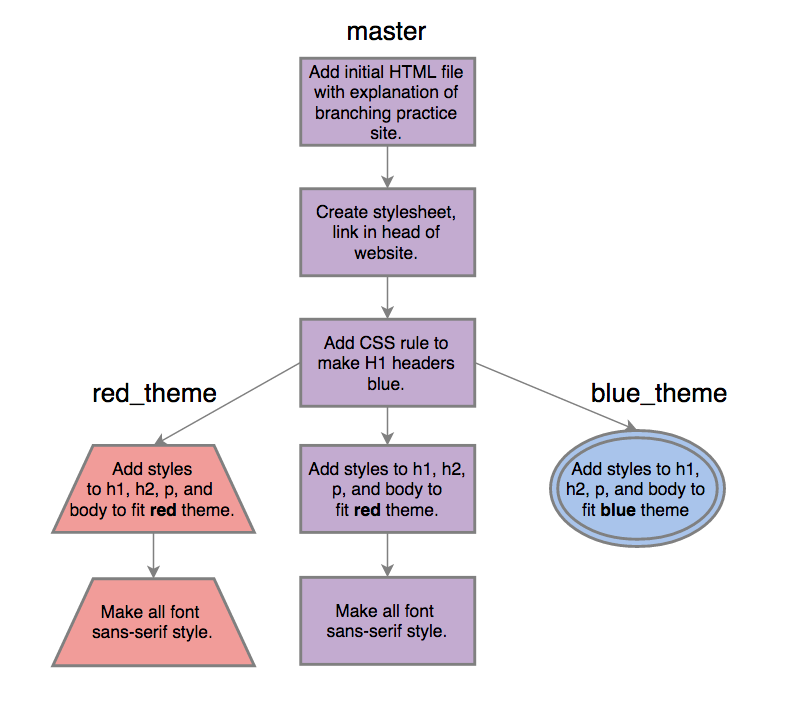 master
Add initial HTML file
with explanation of
branching practice
site.
Create stylesheet,
link in head of
website.
Add CSS rule to
make H1 headers
blue.
red_theme
blue_theme
Add styles
to h1, h2, p, and
body to fit red theme.
Add styles to h1, h2,
p, and body to
fit red theme.
Add styles to h1,
h2, p, and body to
fit blue theme
Make all font
sans-serif style.
Make all font
sans-serif style.